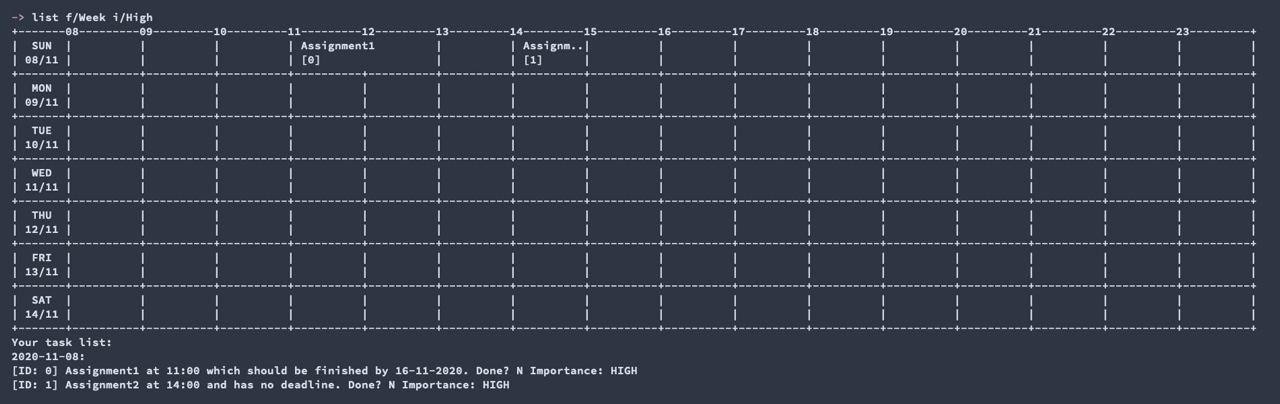 -> list f/Week i/High
+-------08---------09---------10---------11---------12---------13---------14---------15---------16---------17---------18---------19---------20---------21---------22---------23---------+
|  SUN  |          |          | Assignment1         |          | Assignm..|          |          |          |          |          |          |          |          |          |
| 08/11 |          |          | [0]                 |          | [1]      |          |          |          |          |          |          |          |          |          |
|  MON  |          |          |          |          |          |          |          |          |          |          |          |          |          |          |          |          |
| 09/11 |          |          |          |          |          |          |          |          |          |          |          |          |          |          |          |          |
|  TUE  |          |          |          |          |          |          |          |          |          |          |          |          |          |          |          |          |
| 10/11 |          |          |          |          |          |          |          |          |          |          |          |          |          |          |          |          |
|  WED  |          |          |          |          |          |          |          |          |          |          |          |          |          |          |          |          |
| 11/11 |          |          |          |          |          |          |          |          |          |          |          |          |          |          |          |          |
|  THU  |          |          |          |          |          |          |          |          |          |          |          |          |          |          |          |          |
| 12/11 |          |          |          |          |          |          |          |          |          |          |          |          |          |          |          |          |
|  FRI  |          |          |          |          |          |          |          |          |          |          |          |          |          |          |          |          |
| 13/11 |          |          |          |          |          |          |          |          |          |          |          |          |          |          |          |          |
|  SAT  |          |          |          |          |          |          |          |          |          |          |          |          |          |          |          |          |
| 14/11 |          |          |          |          |          |          |          |          |          |          |          |          |          |          |          |          |
Your task list:
2020-11-08:
[ID: 0] Assignment1 at 11:00 which should be finished by 16-11-2020. Done? N Importance: HIGH
[ID: 1] Assignment2 at 14:00 and has no deadline. Done? N Importance: HIGH